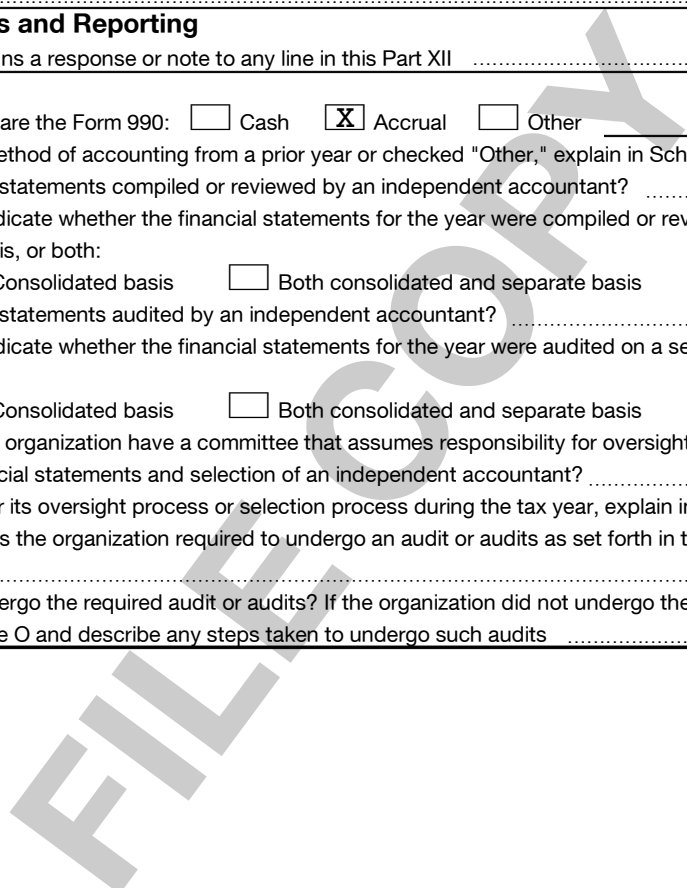 s and Reporting
ns a response or note to any line in this Part XII
are the Form 990: Cash X Accrual Other
ethod of accounting from a prior year or checked "Other," explain in Sch
statements compiled or reviewed by an independent accountant?
dicate whether the financial statements for the year were compiled or rev
is, or both:
Consolidated basis Both consolidated and separate basis
statements audited by an independent accountant?
dicate whether the financial statements for the year were audited on a se
Consolidated basis Both consolidated and separate basis
organization have a committee that assumes responsibility for oversight
cial statements and selection of an independent accountant?
r its oversight process or selection process during the tax year, explain in
s the organization required to undergo an audit or audits as set forth in t
ergo the required audit or audits? If the organization did not undergo the
e O and describe any steps taken to undergo such audits
FILE COPY